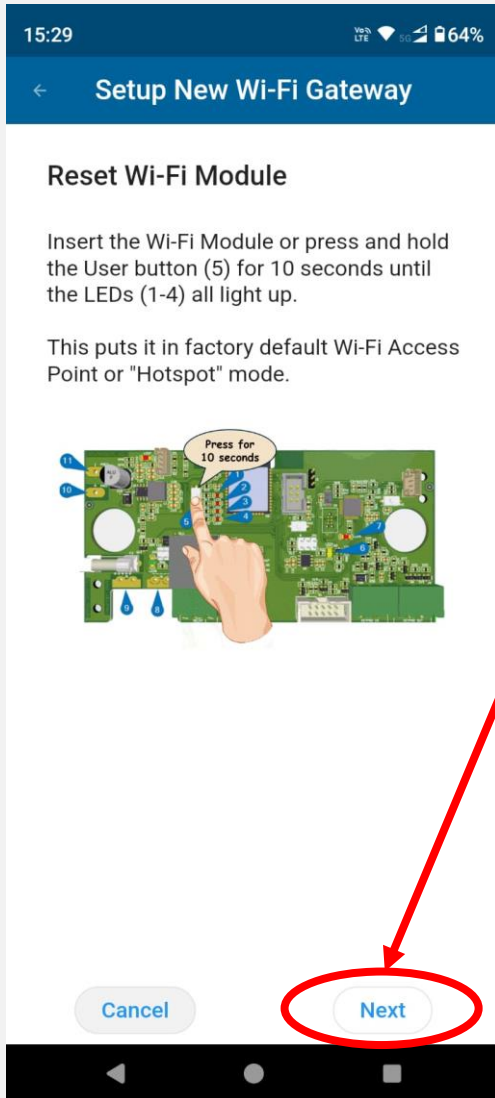 15:29
Vo)) LTE 5G 64%
Setup New Wi-Fi Gateway
Reset Wi-Fi Module
Insert the Wi-Fi Module or press and hold
the User button (5) for 10 seconds until
the LEDs (1-4) all light up.
This puts it in factory default Wi-Fi Access
Point or "Hotspot" mode.
Press for
10 seconds
11
10
1
2
3
4
5
7
6
9
8
Cancel
Next